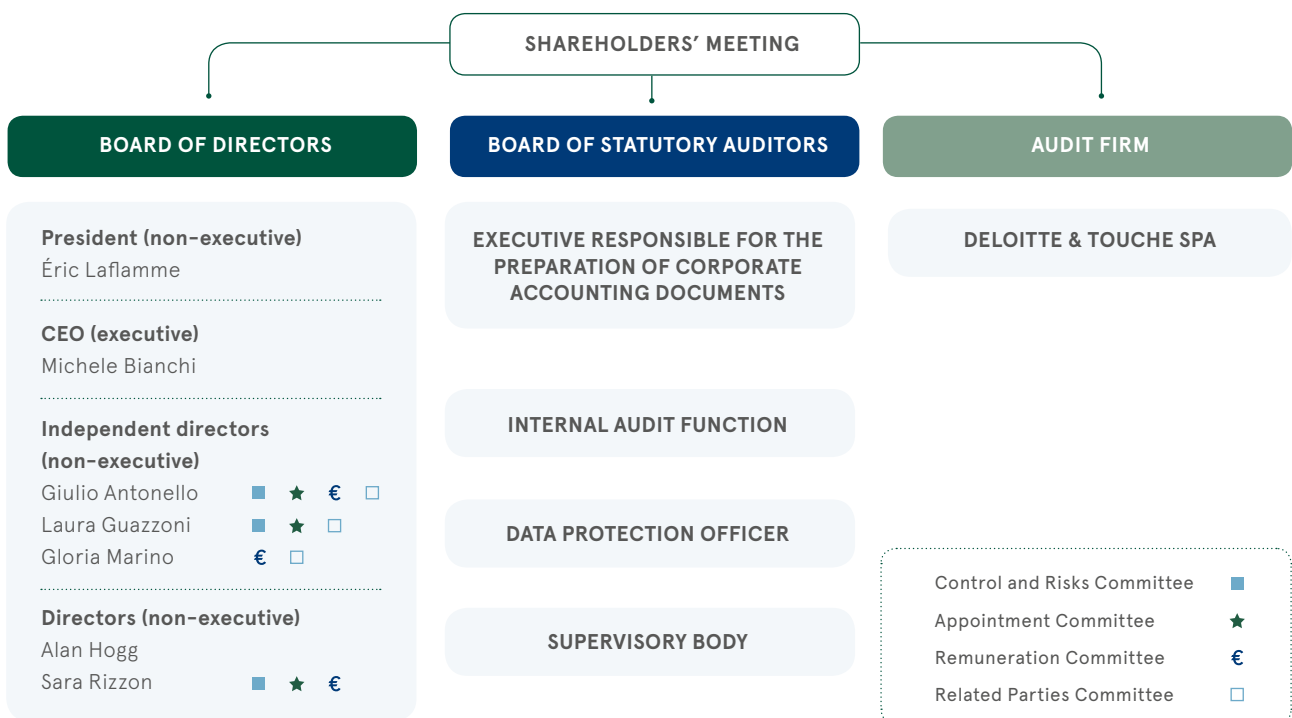 SHAREHOLDERS’ MEETING
BOARD OF DIRECTORS
President (non-executive)
Éric Laflamme
CEO (executive)
Michele Bianchi
Independent directors
(non-executive)
Giulio Antonello ■ ★ € □
Laura Guazzoni ■ ★ □
Gloria Marino € □
Directors (non-executive)
Alan Hogg
Sara Rizzon ■ ★ €
BOARD OF STATUTORY AUDITORS
EXECUTIVE RESPONSIBLE FOR THE
PREPARATION OF CORPORATE
ACCOUNTING DOCUMENTS
INTERNAL AUDIT FUNCTION
DATA PROTECTION OFFICER
SUPERVISORY BODY
AUDIT FIRM
DELOITTE & TOUCHE SPA
Control and Risks Committee ■
Appointment Committee ★
Remuneration Committee €
Related Parties Committee □